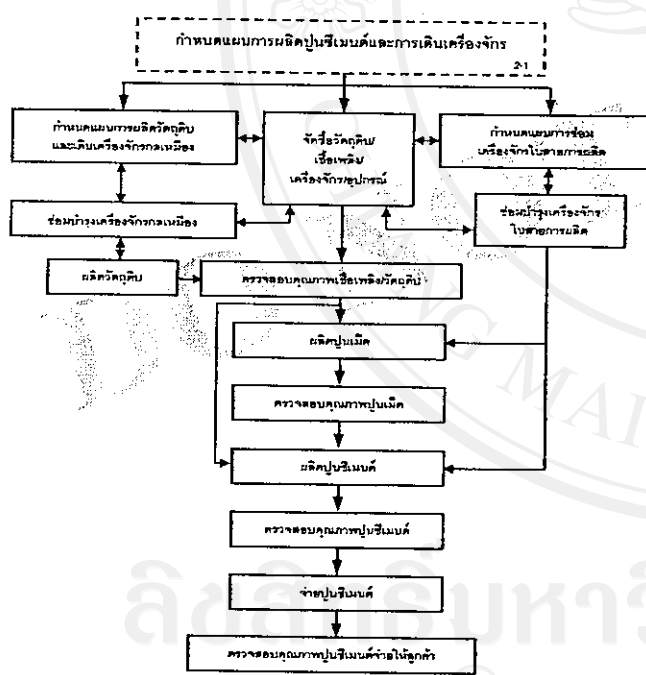 กำหนดแผนการผลิตปูนซีเมนต์และการเดินเครื่องจักร
2-1
กำหนดแผนการผลิตวัตถุดิบ
และเดินเครื่องจักรกลเหมือง
จัดซื้อวัตถุดิบ/
เชื้อเพลิง/
เครื่องจักร/อุปกรณ์
กำหนดแผนการซ่อม
เครื่องจักรในสายการผลิต
ซ่อมบำรุงเครื่องจักรกลเหมือง
ซ่อมบำรุงเครื่องจักร
ในสายการผลิต
ผลิตวัตถุดิบ
ตรวจสอบคุณภาพเชื้อเพลิง/วัตถุดิบ
ผลิตปูนเม็ด
ตรวจสอบคุณภาพปูนเม็ด
ผลิตปูนซีเมนต์
ตรวจสอบคุณภาพปูนซีเมนต์
จ่ายปูนซีเมนต์
ตรวจสอบคุณภาพปูนซีเมนต์จ่ายให้ลูกค้า
ANG MAI
ลิขสิทธิ์มหาวิ